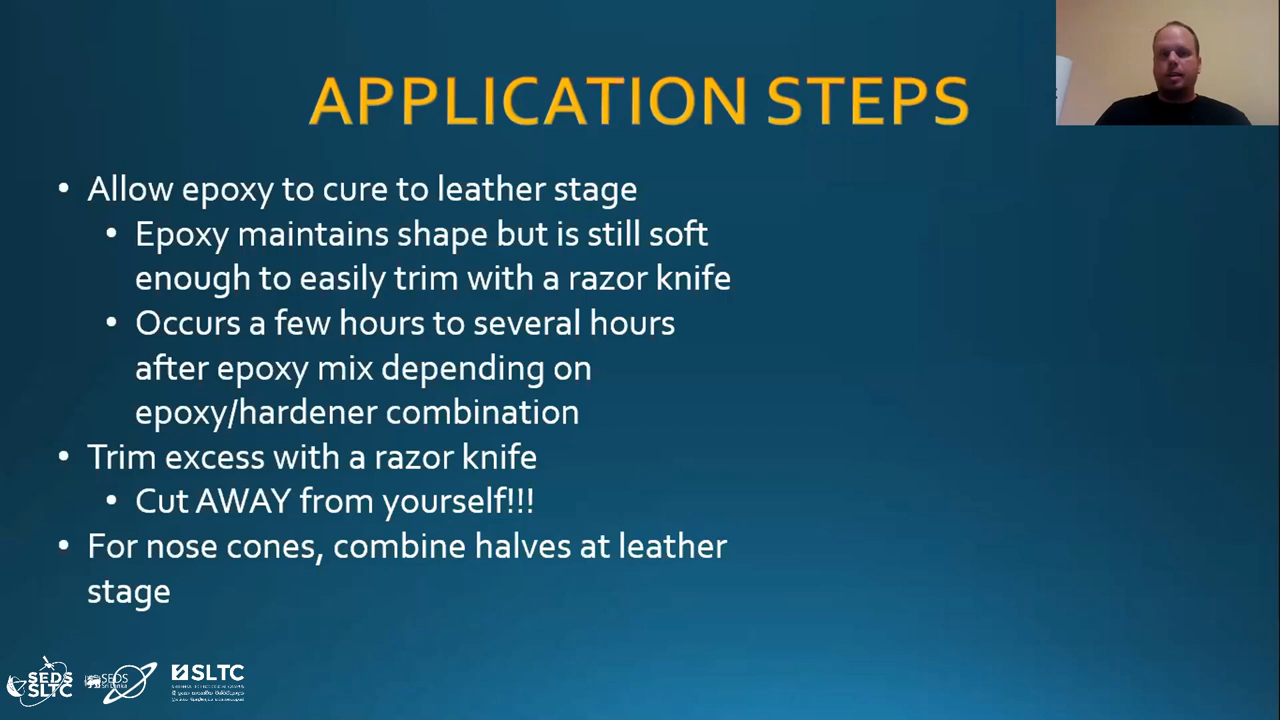 APPLICATION STEPS
• Allow epoxy to cure to leather stage
• Epoxy maintains shape but is still soft
enough to easily trim with a razor knife
• Occurs a few hours to several hours
after epoxy mix depending on
epoxy/hardener combination
• Trim excess with a razor knife
• Cut AWAY from yourself!!!
• For nose cones, combine halves at leather
stage
SEDS
SLTC
SEDS
Sri Lanka
SLTC